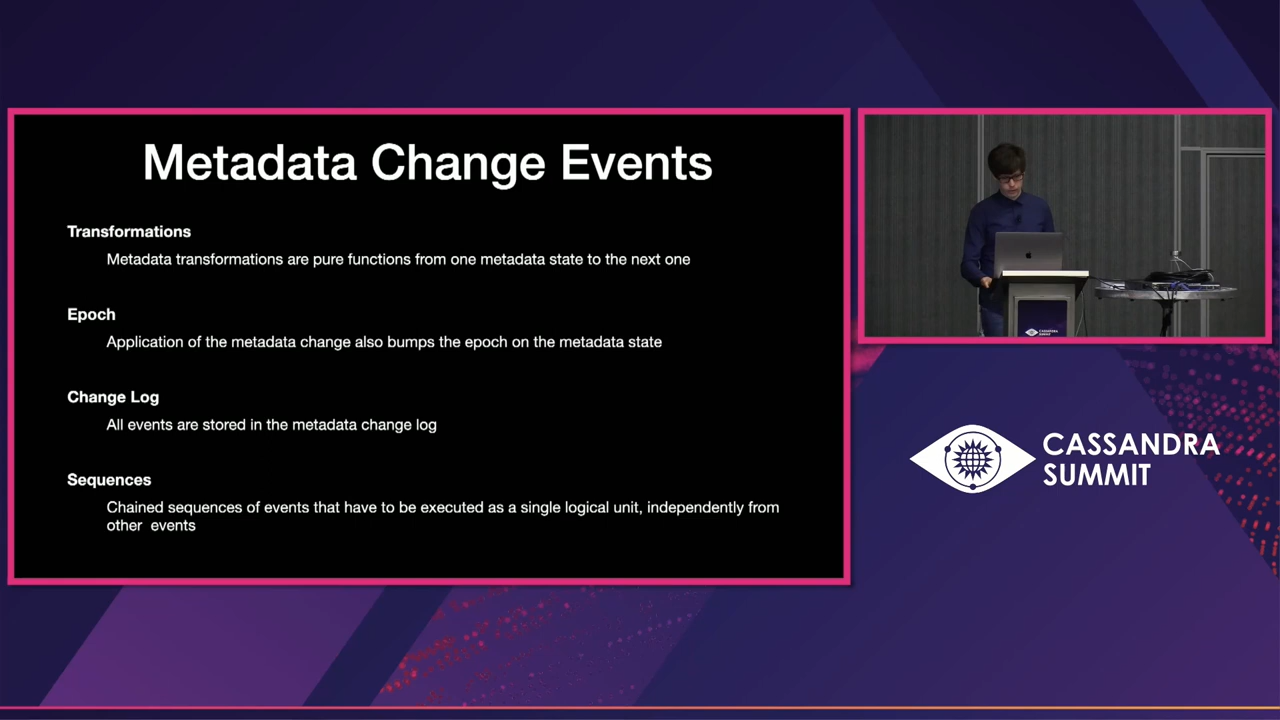 Metadata Change Events
Transformations
Metadata transformations are pure functions from one metadata state to the next one
Epoch
Application of the metadata change also bumps the epoch on the metadata state
Change Log
All events are stored in the metadata change log
Sequences
Chained sequences of events that have to be executed as a single logical unit, independently from
other events
CASSANDRA
SUMMIT
CASSANDRA
SUMMIT